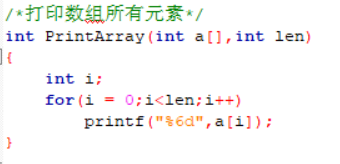 /*打印数组所有元素*/
int PrintArray(int a[],int len)
{
    int i;
    for(i = 0;i<len;i++)
        printf("%6d",a[i]);
}